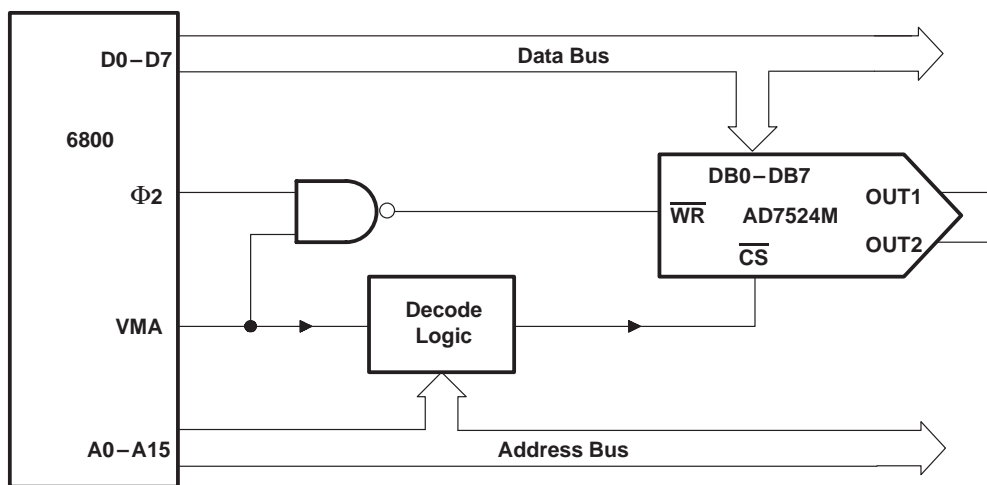 D0–D7
Data Bus
6800
DB0–DB7
Φ2
OUT1
WR
AD7524M
OUT2
CS
Decode
Logic
VMA
A0–A15
Address Bus